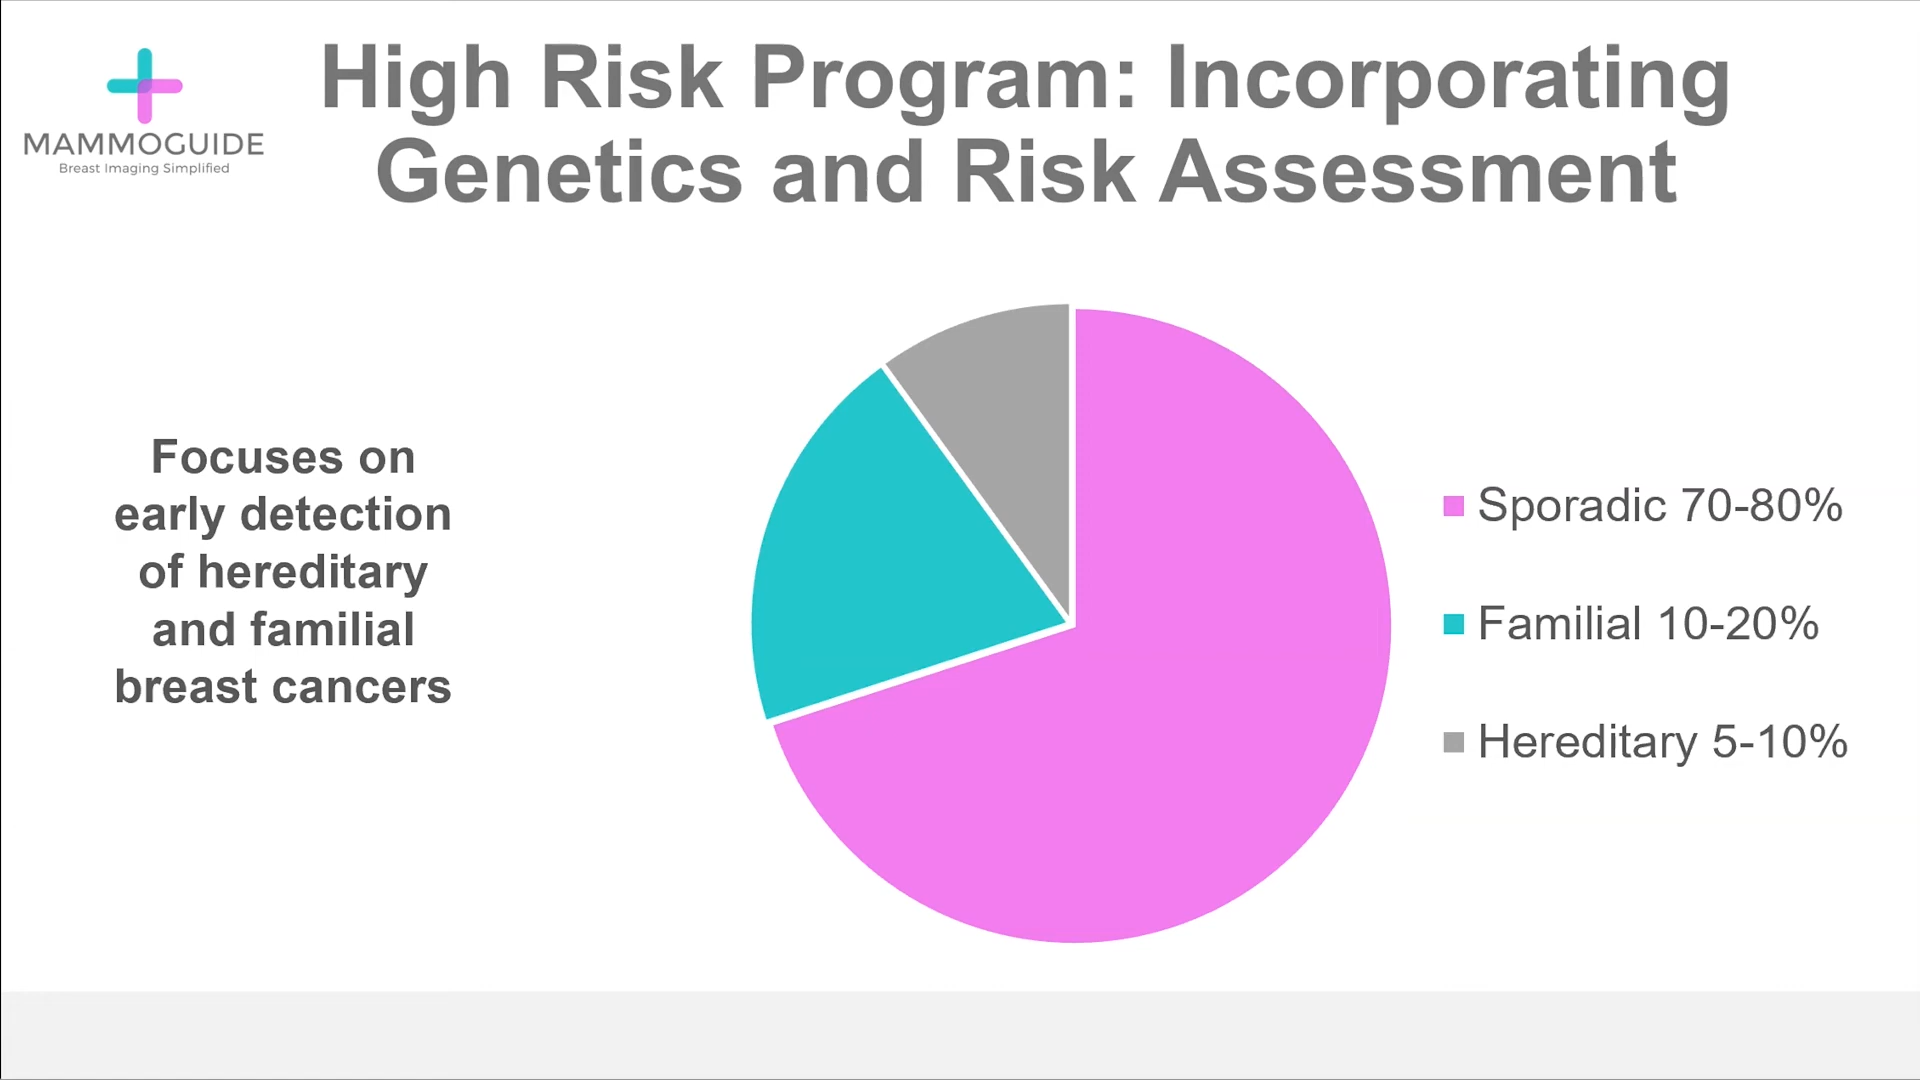 MAMMOGUIDE
Breast Imaging Simplified
High Risk Program: Incorporating
Genetics and Risk Assessment
Focuses on
early detection
of hereditary
and familial
breast cancers
Sporadic 70-80%
Familial 10-20%
Hereditary 5-10%